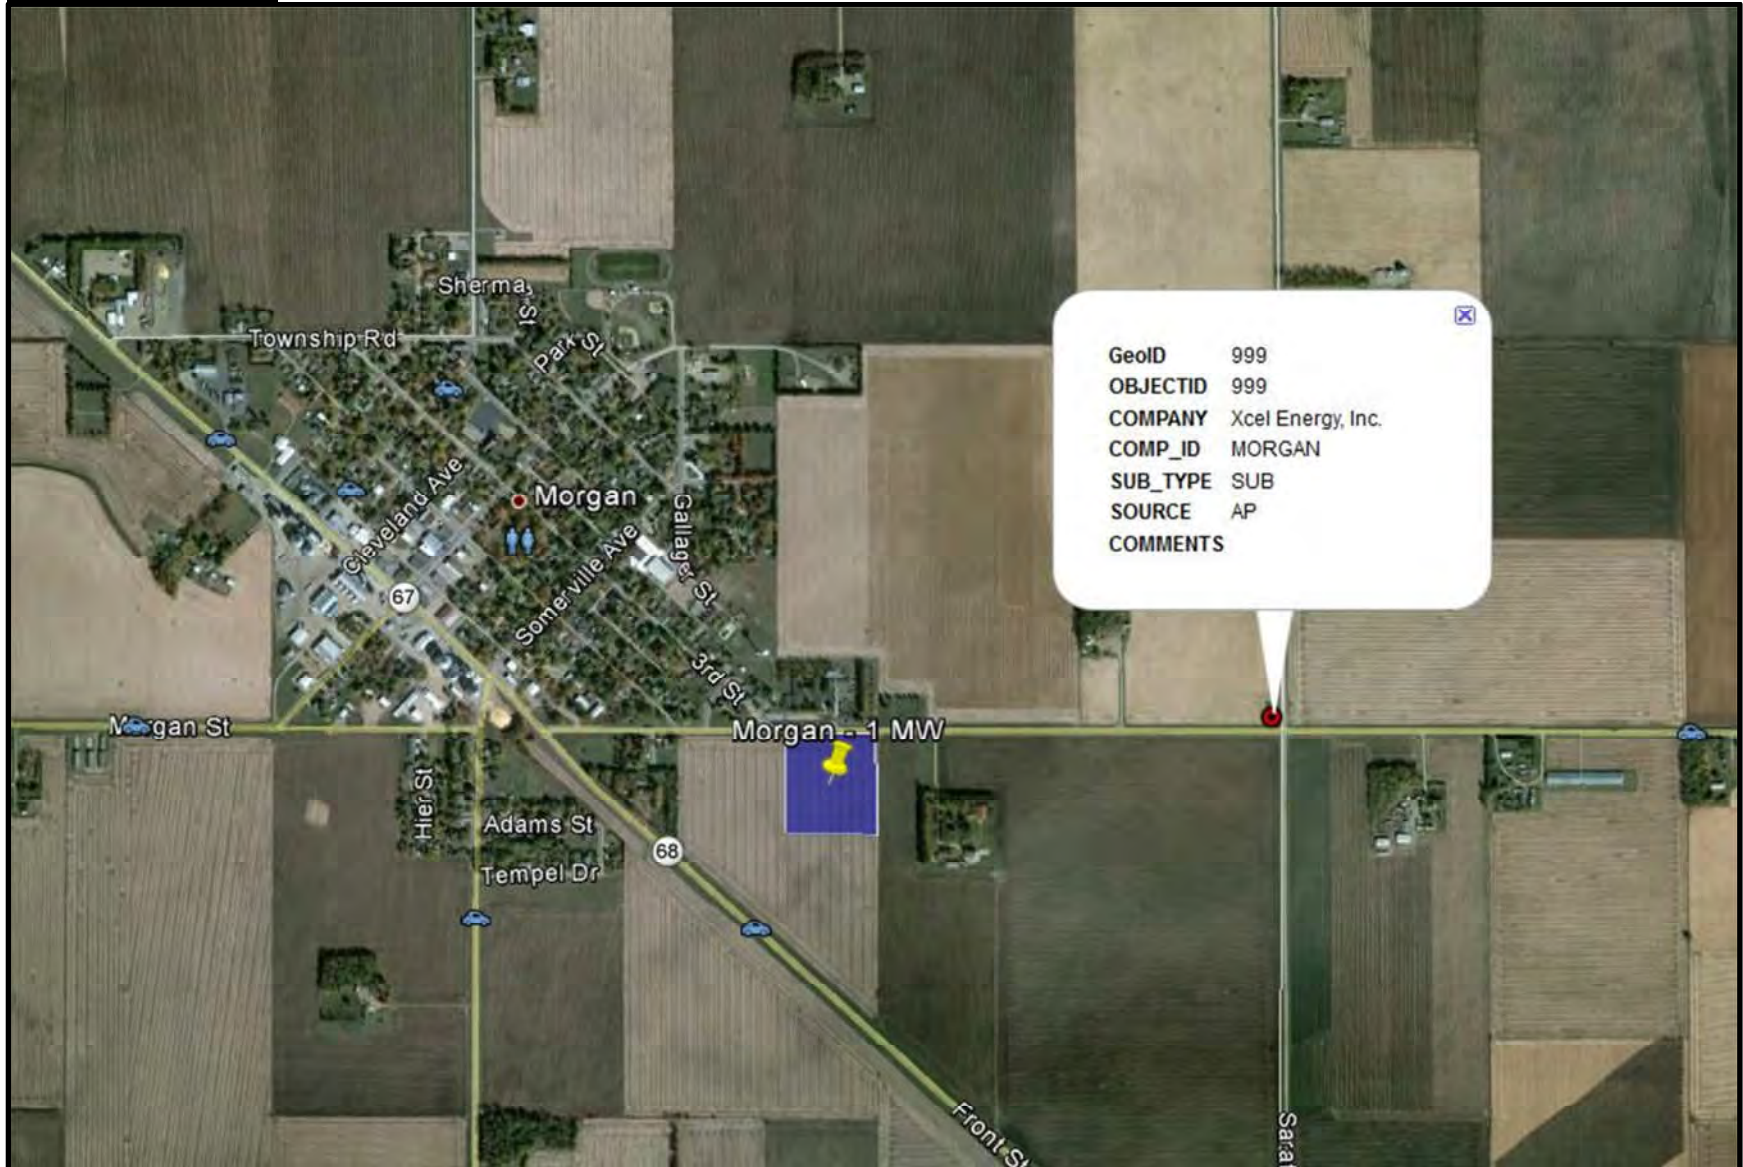 Sherma
St
Township Rd
Park St
GeoID 999
OBJECTID 999
COMPANY Xcel Energy, Inc.
COMP_ID MORGAN
SUB_TYPE SUB
SOURCE AP
COMMENTS
Cleveland Ave
Morgan
Gallager St
Somerville Ave
67
3rd St
Morgan St
Morgan - 1 MW
Hier St
Adams St
68
Tempel Dr
Front St
Sarat